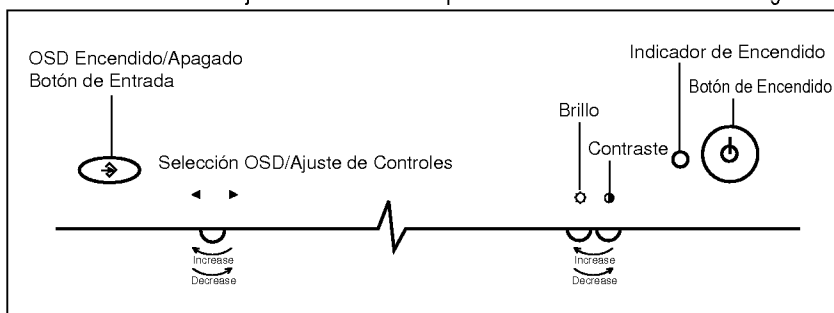 OSD Encendido/Apagado
Botón de Entrada
Selección OSD/Ajuste de Controles
Indicador de Encendido
Botón de Encendido
Brillo
Contraste
Increase
Decrease
Increase
Decrease